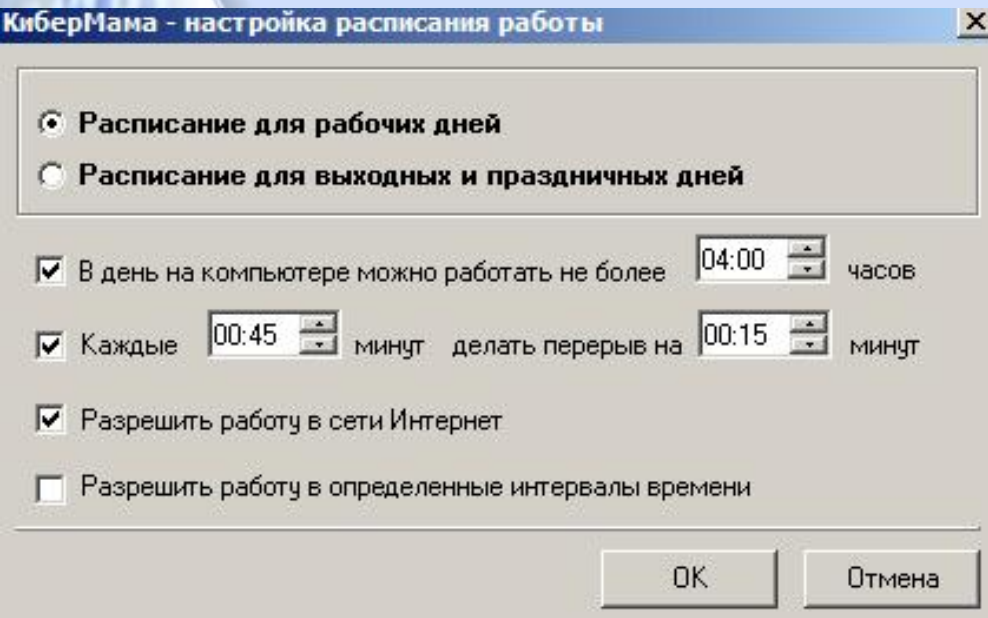 КиберМама - настройка расписания работы
Расписание для рабочих дней
Расписание для выходных и праздничных дней
В день на компьютере можно работать не более 04:00 часов
Каждые 00:45 минут делать перерыв на 00:15 минут
Разрешить работу в сети Интернет
Разрешить работу в определенные интервалы времени
OK Отмена